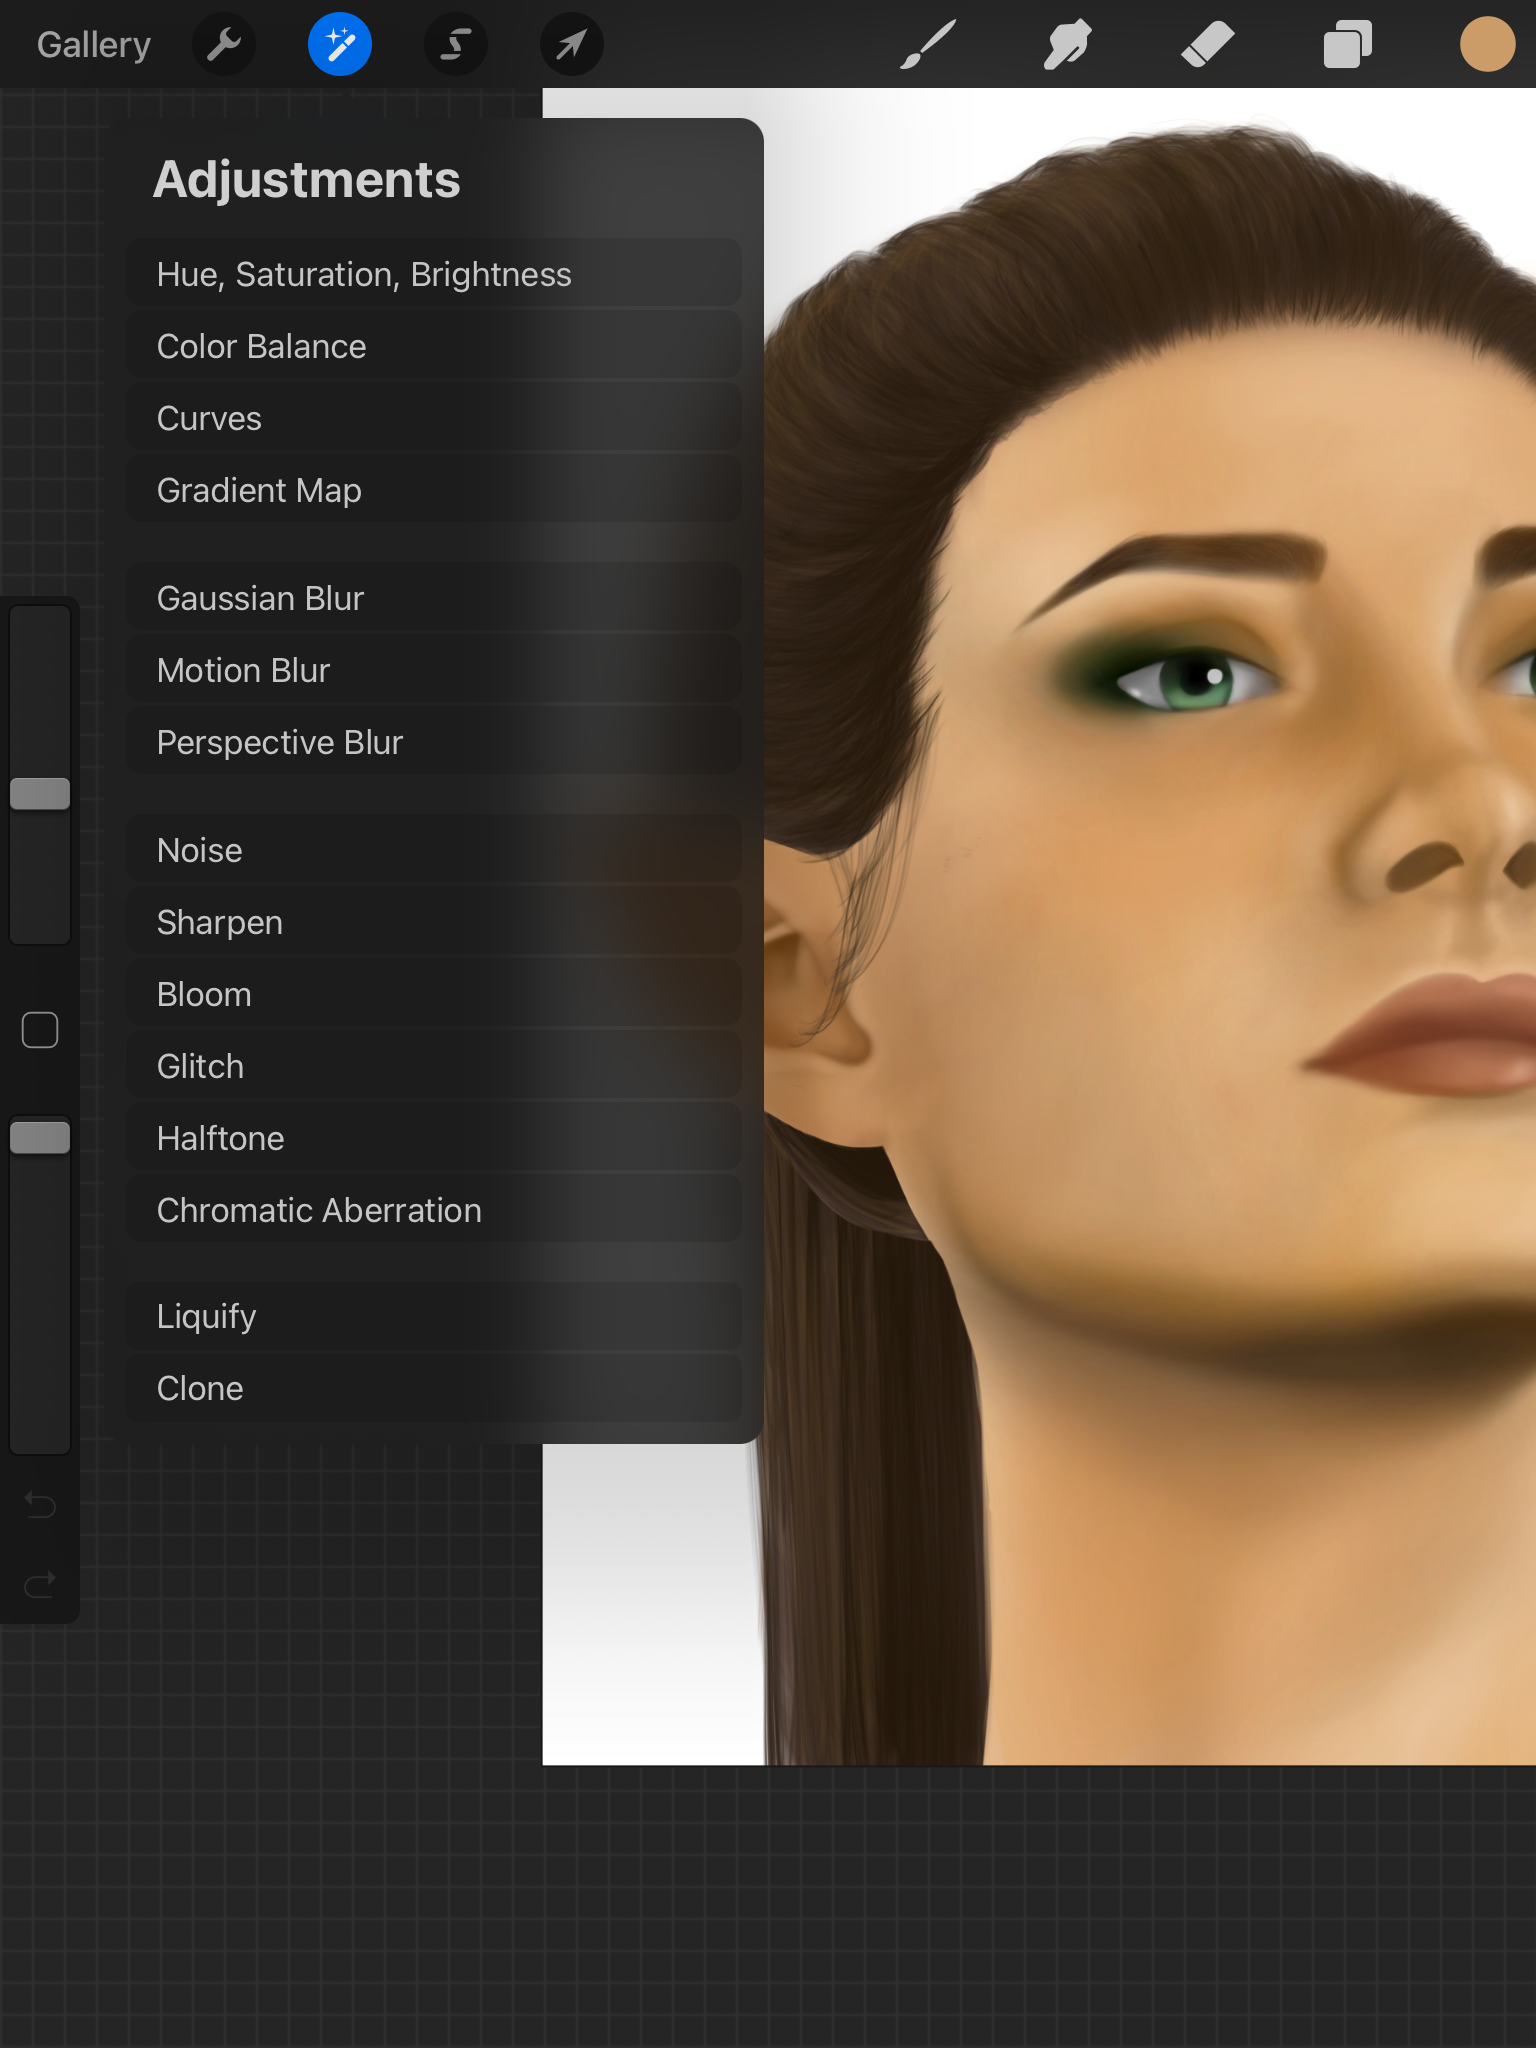 Gallery
Adjustments
Hue, Saturation, Brightness
Color Balance
Curves
Gradient Map
Gaussian Blur
Motion Blur
Perspective Blur
Noise
Sharpen
Bloom
Glitch
Halftone
Chromatic Aberration
Liquify
Clone